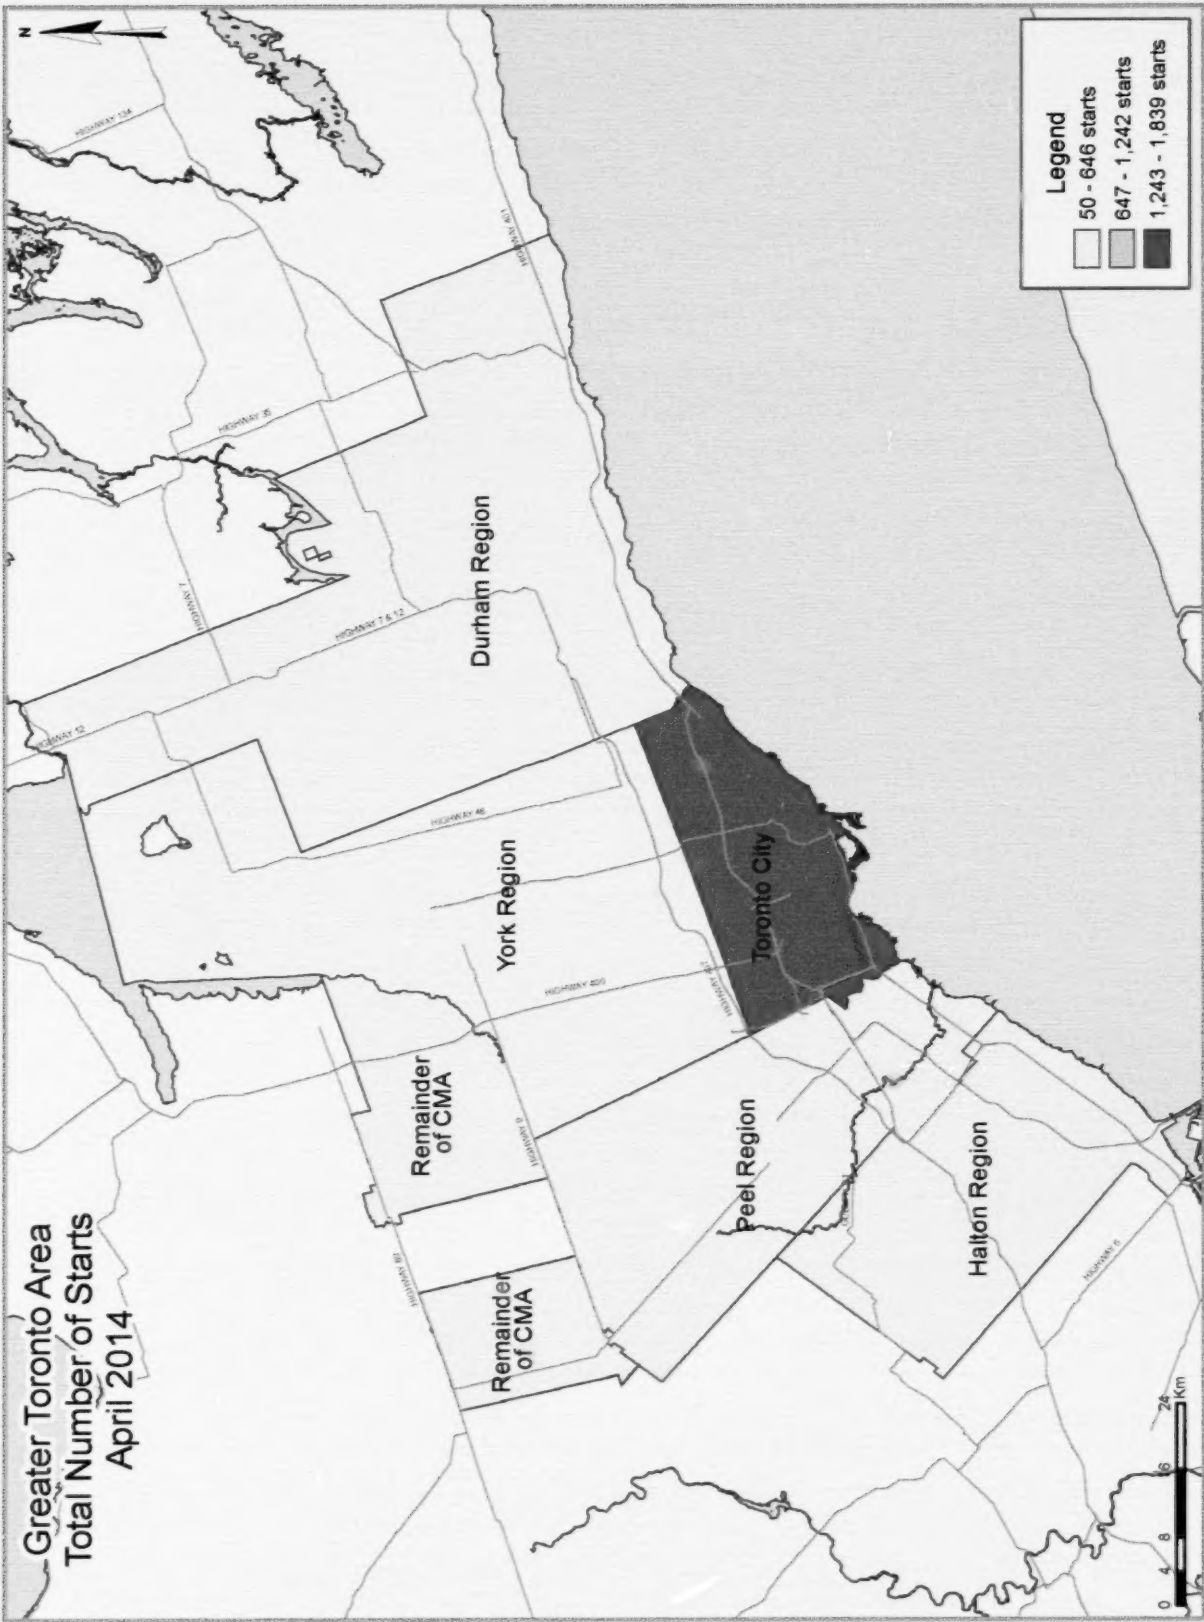 Greater Toronto Area
Total Number of Starts
April 2014
N
HIGHWAY 134
HIGHWAY 401
HIGHWAY 35
HIGHWAY 7
HIGHWAY 7 & 12
HIGHWAY 12
Durham Region
HIGHWAY 48
York Region
HIGHWAY 400
HIGHWAY 407
Toronto City
Remainder
of CMA
HIGHWAY 9
HIGHWAY 89
Remainder
of CMA
Peel Region
Halton Region
HIGHWAY 6
Legend
50 - 646 starts
647 - 1,242 starts
1,243 - 1,839 starts
0 4 8 16 24
Km